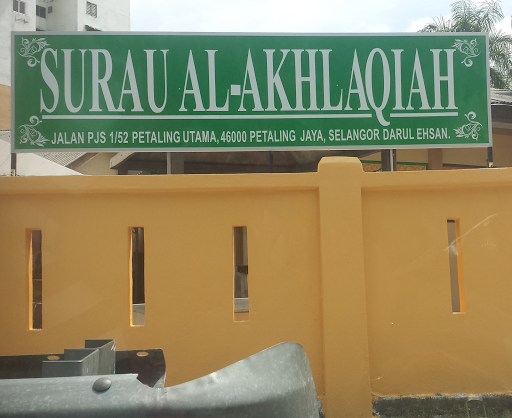 SURAU AL-AKHLAQIAH
JALAN PJS 1/52 PETALING UTAMA, 46000 PETALING JAYA, SELANGOR DARUL EHSAN.